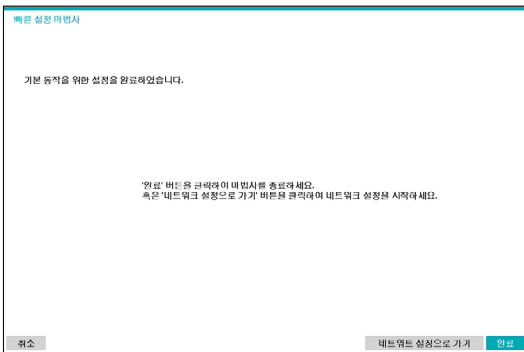 빠른 설정 마법사
기본 동작을 위한 설정을 완료하였습니다.
'완료' 버튼을 클릭하여 마법사를 종료하세요.
혹은 '네트워크 설정으로 가기' 버튼을 클릭하여 네트워크 설정을 시작하세요.
취소
네트워트 설정으로 가기
완료